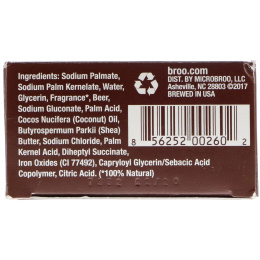 Ingredients: Sodium Palmate,
Sodium Palm Kernelate, Water,
Glycerin, Fragrance*, Beer,
Sodium Gluconate, Palm Acid,
Cocos Nucifera (Coconut) Oil,
Butyrospermum Parkii (Shea)
Butter, Sodium Chloride, Palm
Kernel Acid, Diheptyl Succinate,
Iron Oxides (CI 77492), Capryloyl Glycerin/Sebacic Acid
Copolymer, Citric Acid. (*100% Natural)
broo.com
DIST. BY MICROBROO, LLC
Asheville, NC 28803 ©2017
BREWED IN USA
8 56252 00260 2